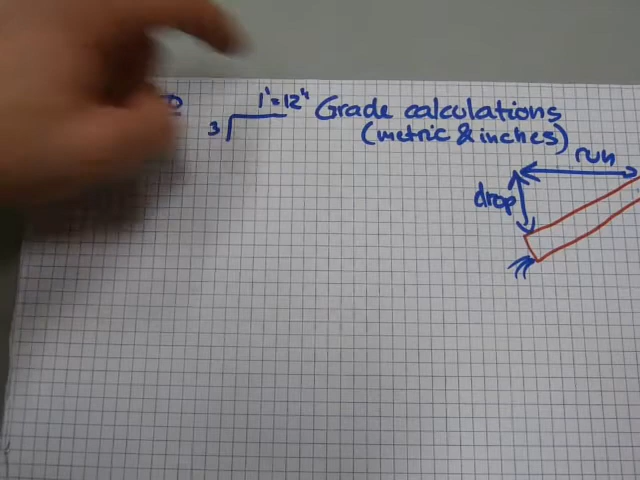 1' = 12" Grade calculations
3 (metric & inches)
run
drop